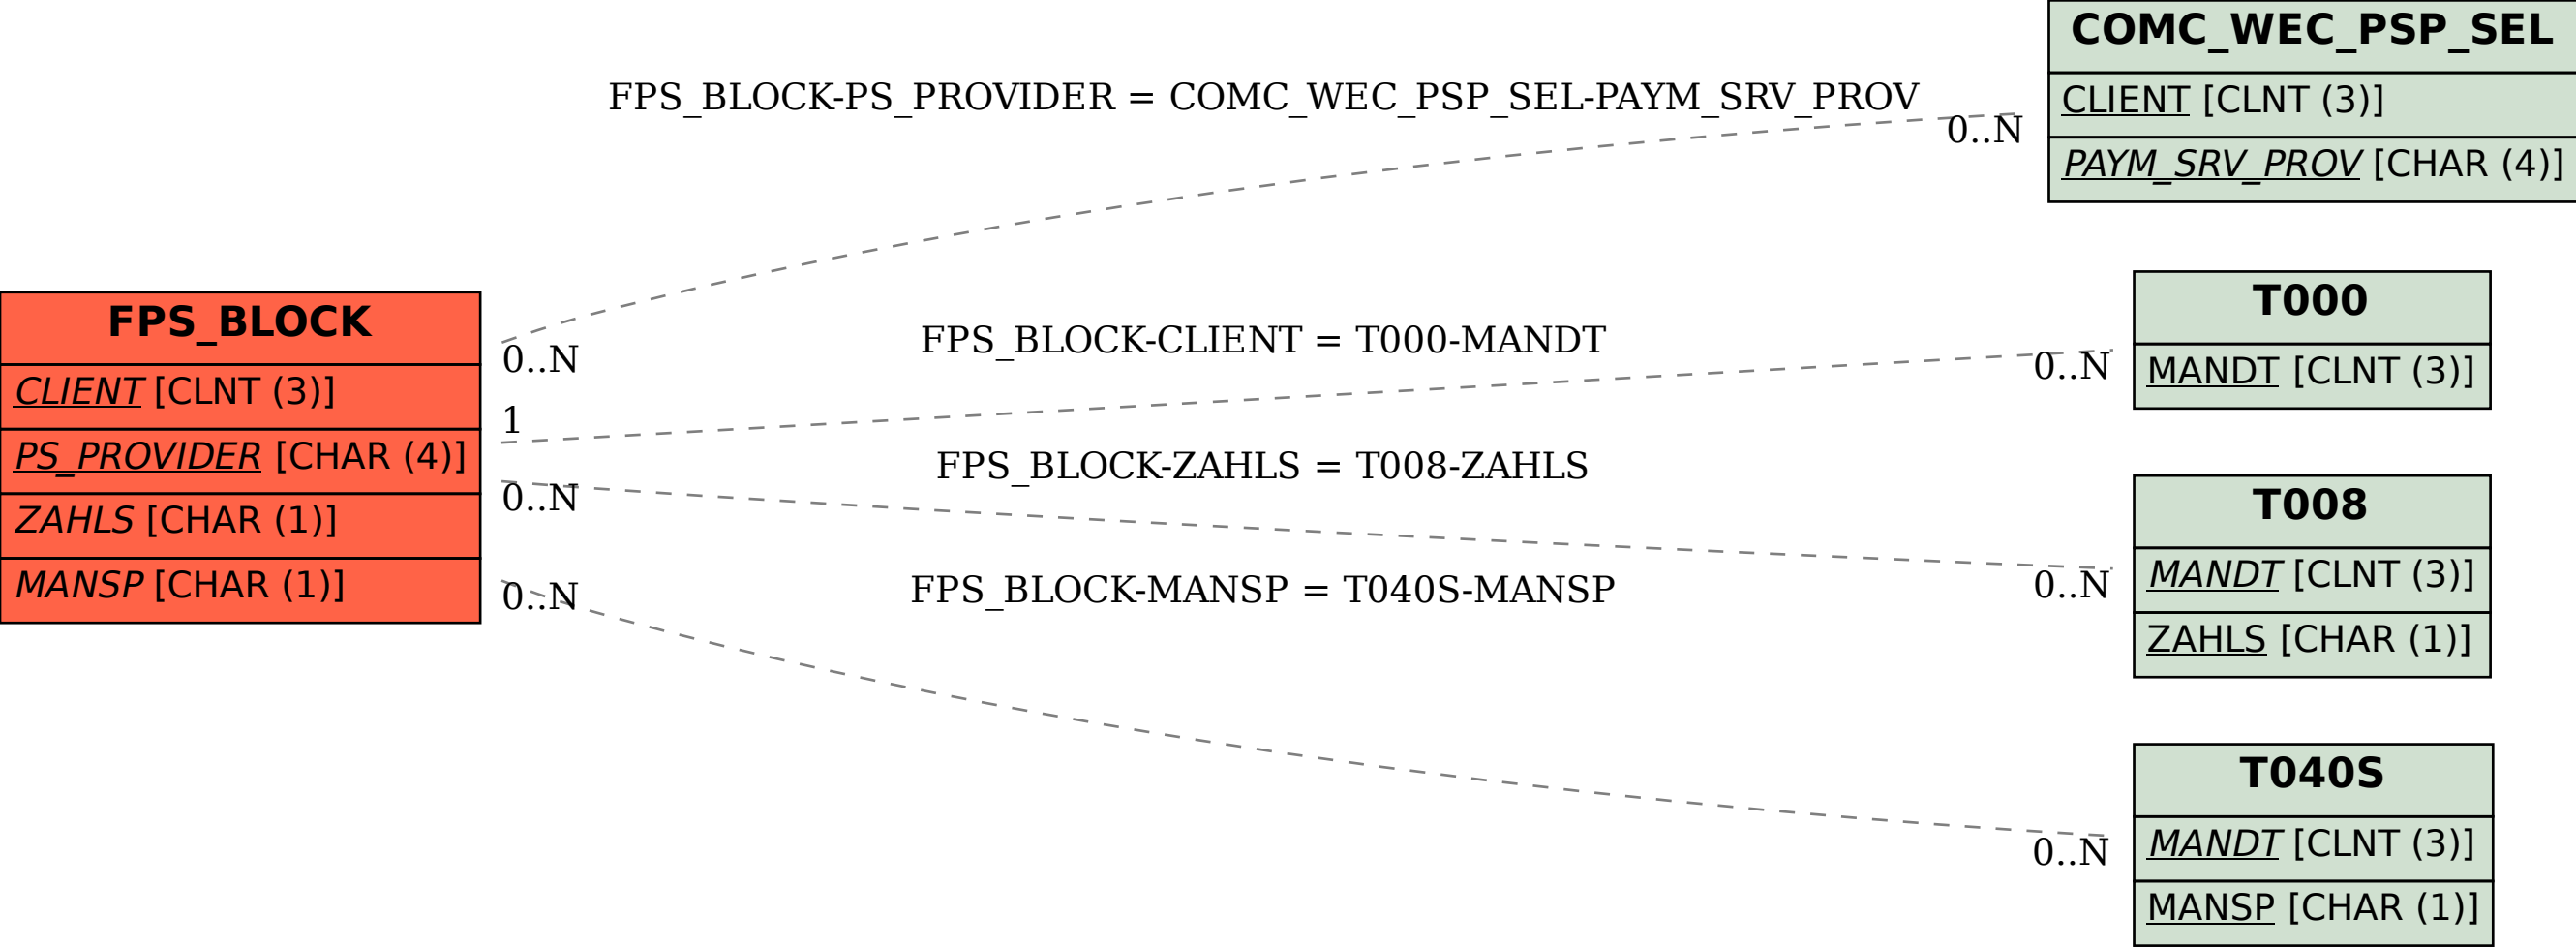 COMC_WEC_PSP_SEL
CLIENT [CLNT (3)]
PAYM_SRV_PROV [CHAR (4)]
FPS_BLOCK-PS_PROVIDER = COMC_WEC_PSP_SEL-PAYM_SRV_PROV
0..N
0..N
FPS_BLOCK
CLIENT [CLNT (3)]
PS_PROVIDER [CHAR (4)]
ZAHLS [CHAR (1)]
MANSP [CHAR (1)]
FPS_BLOCK-CLIENT = T000-MANDT
1
0..N
T000
MANDT [CLNT (3)]
FPS_BLOCK-ZAHLS = T008-ZAHLS
0..N
0..N
T008
MANDT [CLNT (3)]
ZAHLS [CHAR (1)]
FPS_BLOCK-MANSP = T040S-MANSP
0..N
0..N
T040S
MANDT [CLNT (3)]
MANSP [CHAR (1)]